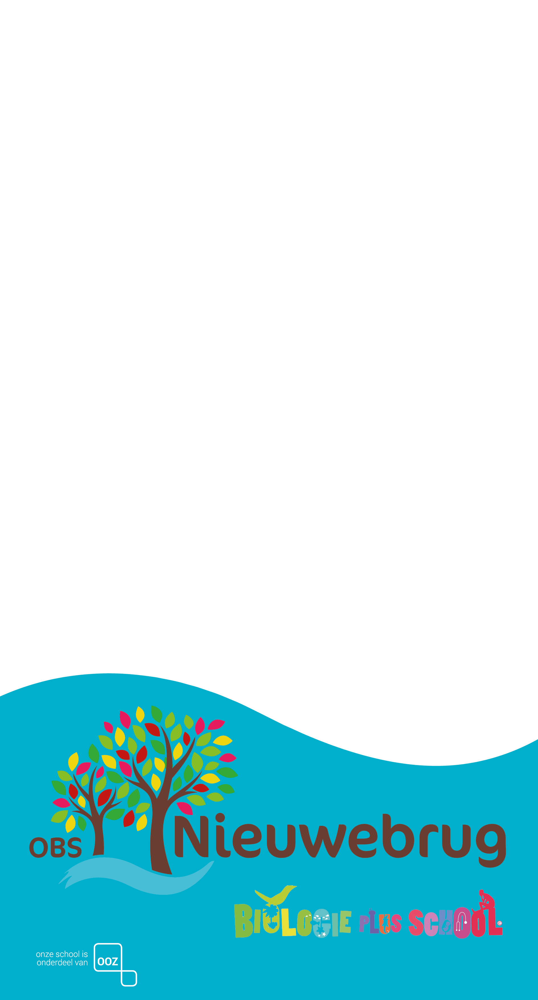 OBS Nieuwebrug
BIOLOGIE PLUS SCHOOL ©
onze school is
onderdeel van
OOZ